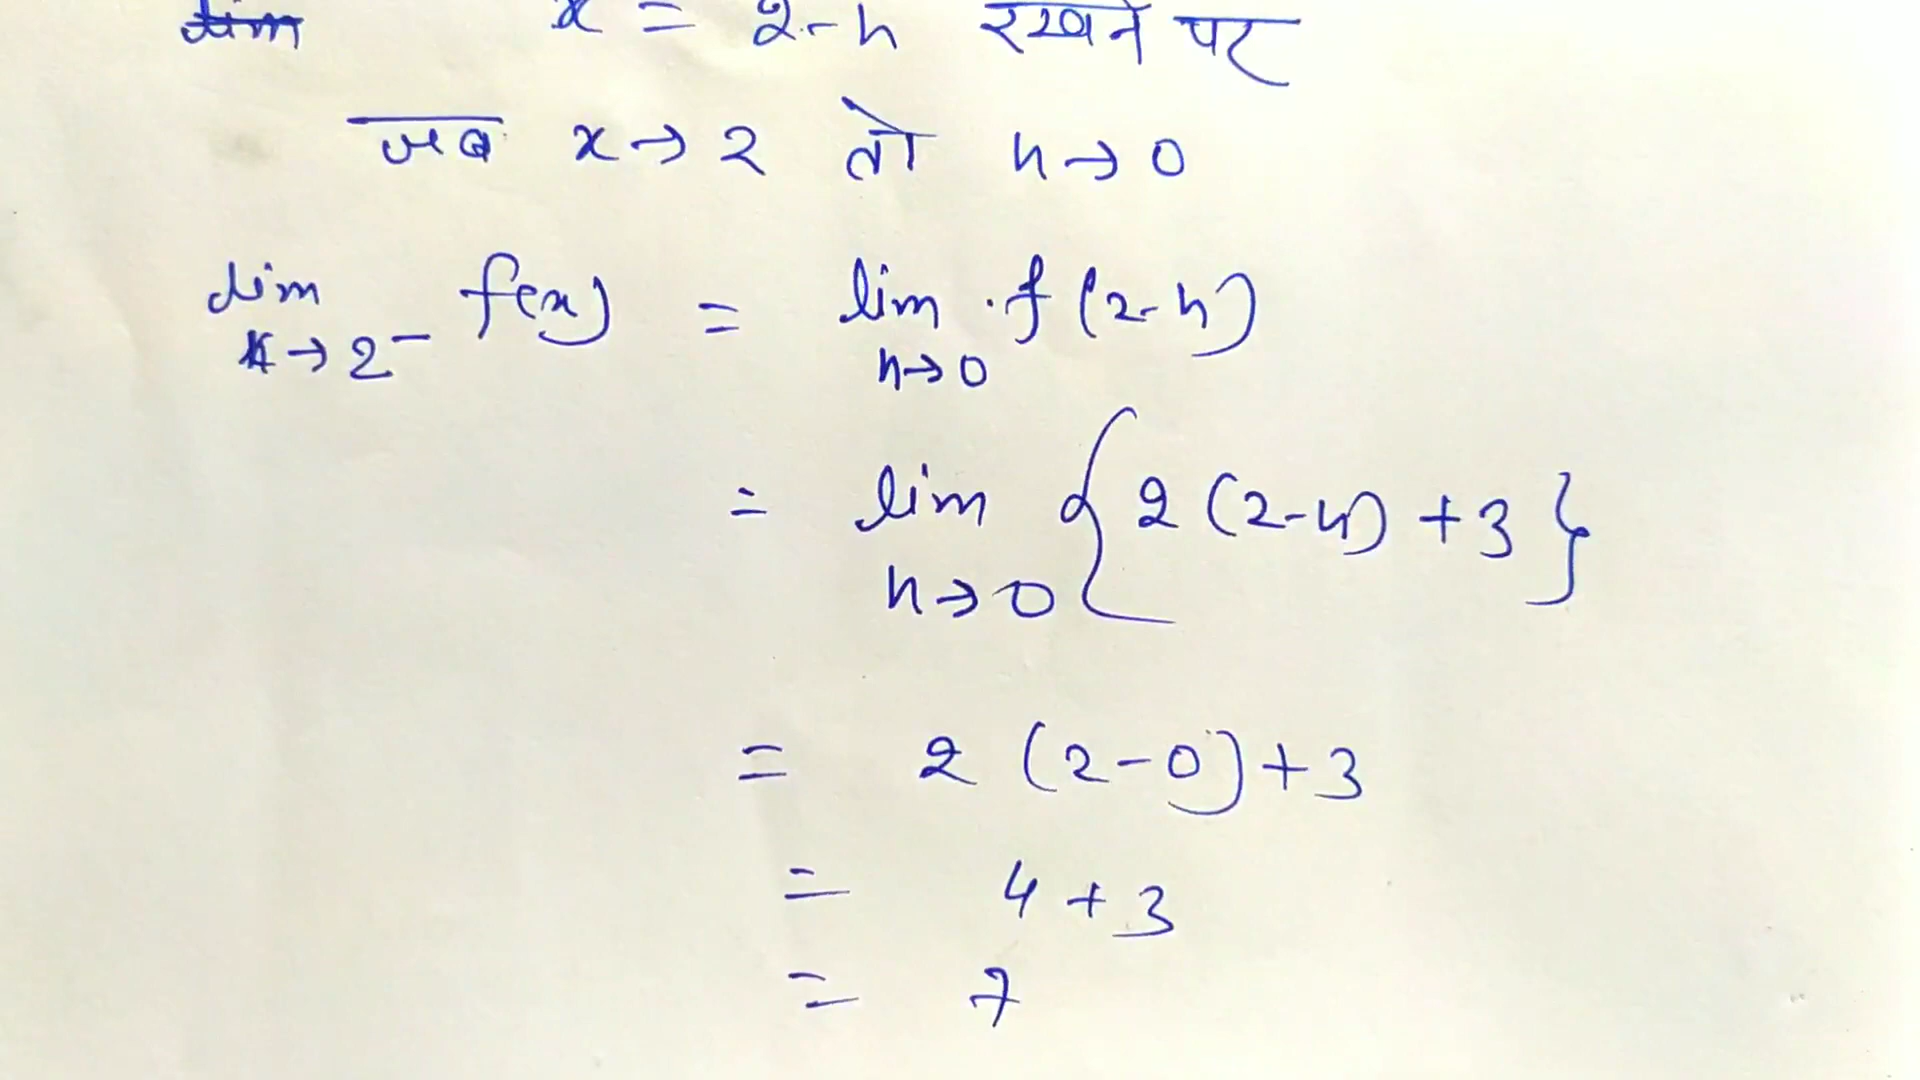 x = 2-h रखने पर
जब x→2 तो h→0
lim x→2⁻ f(x) = lim h→0 f(2-h)
= lim h→0 {2(2-h)+3}
= 2(2-0)+3
= 4+3
= 7